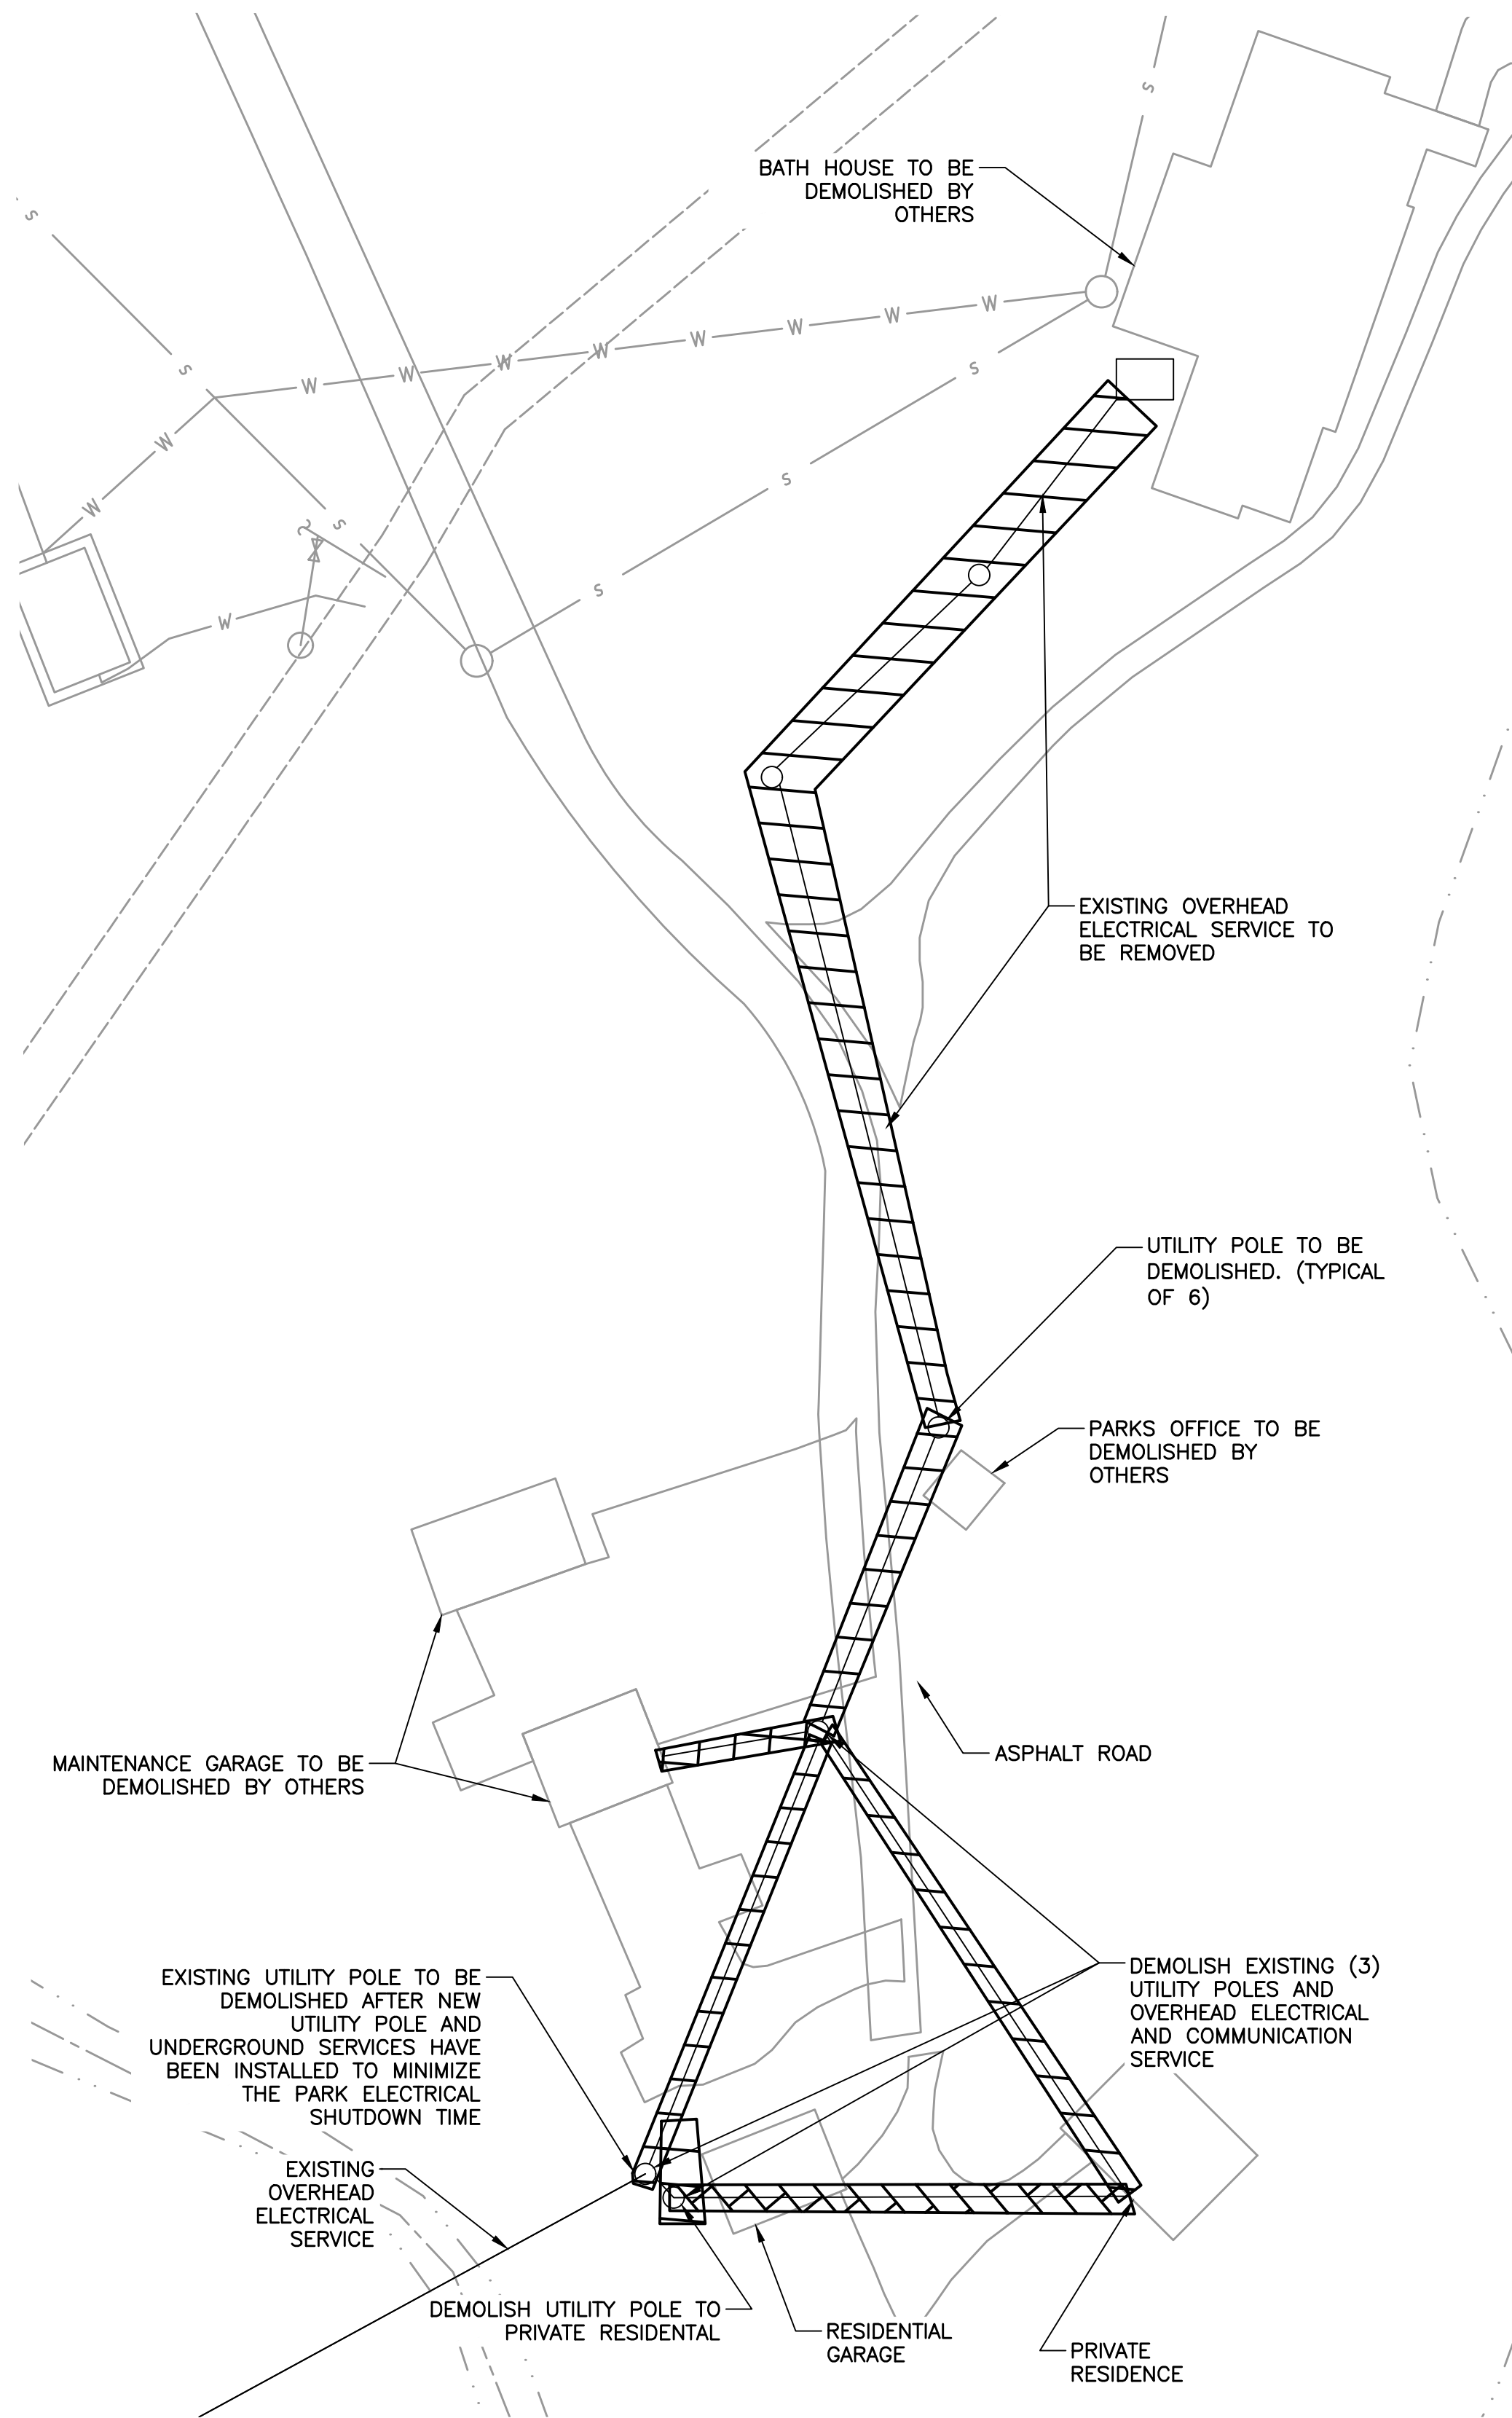 BATH HOUSE TO BE
DEMOLISHED BY
OTHERS
S
S
W W W W W W W W
S
S
W
S
W
S
S
S
W
EXISTING OVERHEAD
ELECTRICAL SERVICE TO
BE REMOVED
UTILITY POLE TO BE
DEMOLISHED. (TYPICAL
OF 6)
PARKS OFFICE TO BE
DEMOLISHED BY
OTHERS
MAINTENANCE GARAGE TO BE
DEMOLISHED BY OTHERS
ASPHALT ROAD
EXISTING UTILITY POLE TO BE
DEMOLISHED AFTER NEW
UTILITY POLE AND
UNDERGROUND SERVICES HAVE
BEEN INSTALLED TO MINIMIZE
THE PARK ELECTRICAL
SHUTDOWN TIME
DEMOLISH EXISTING (3)
UTILITY POLES AND
OVERHEAD ELECTRICAL
AND COMMUNICATION
SERVICE
EXISTING
OVERHEAD
ELECTRICAL
SERVICE
DEMOLISH UTILITY POLE TO
PRIVATE RESIDENTAL
RESIDENTIAL
GARAGE
PRIVATE
RESIDENCE